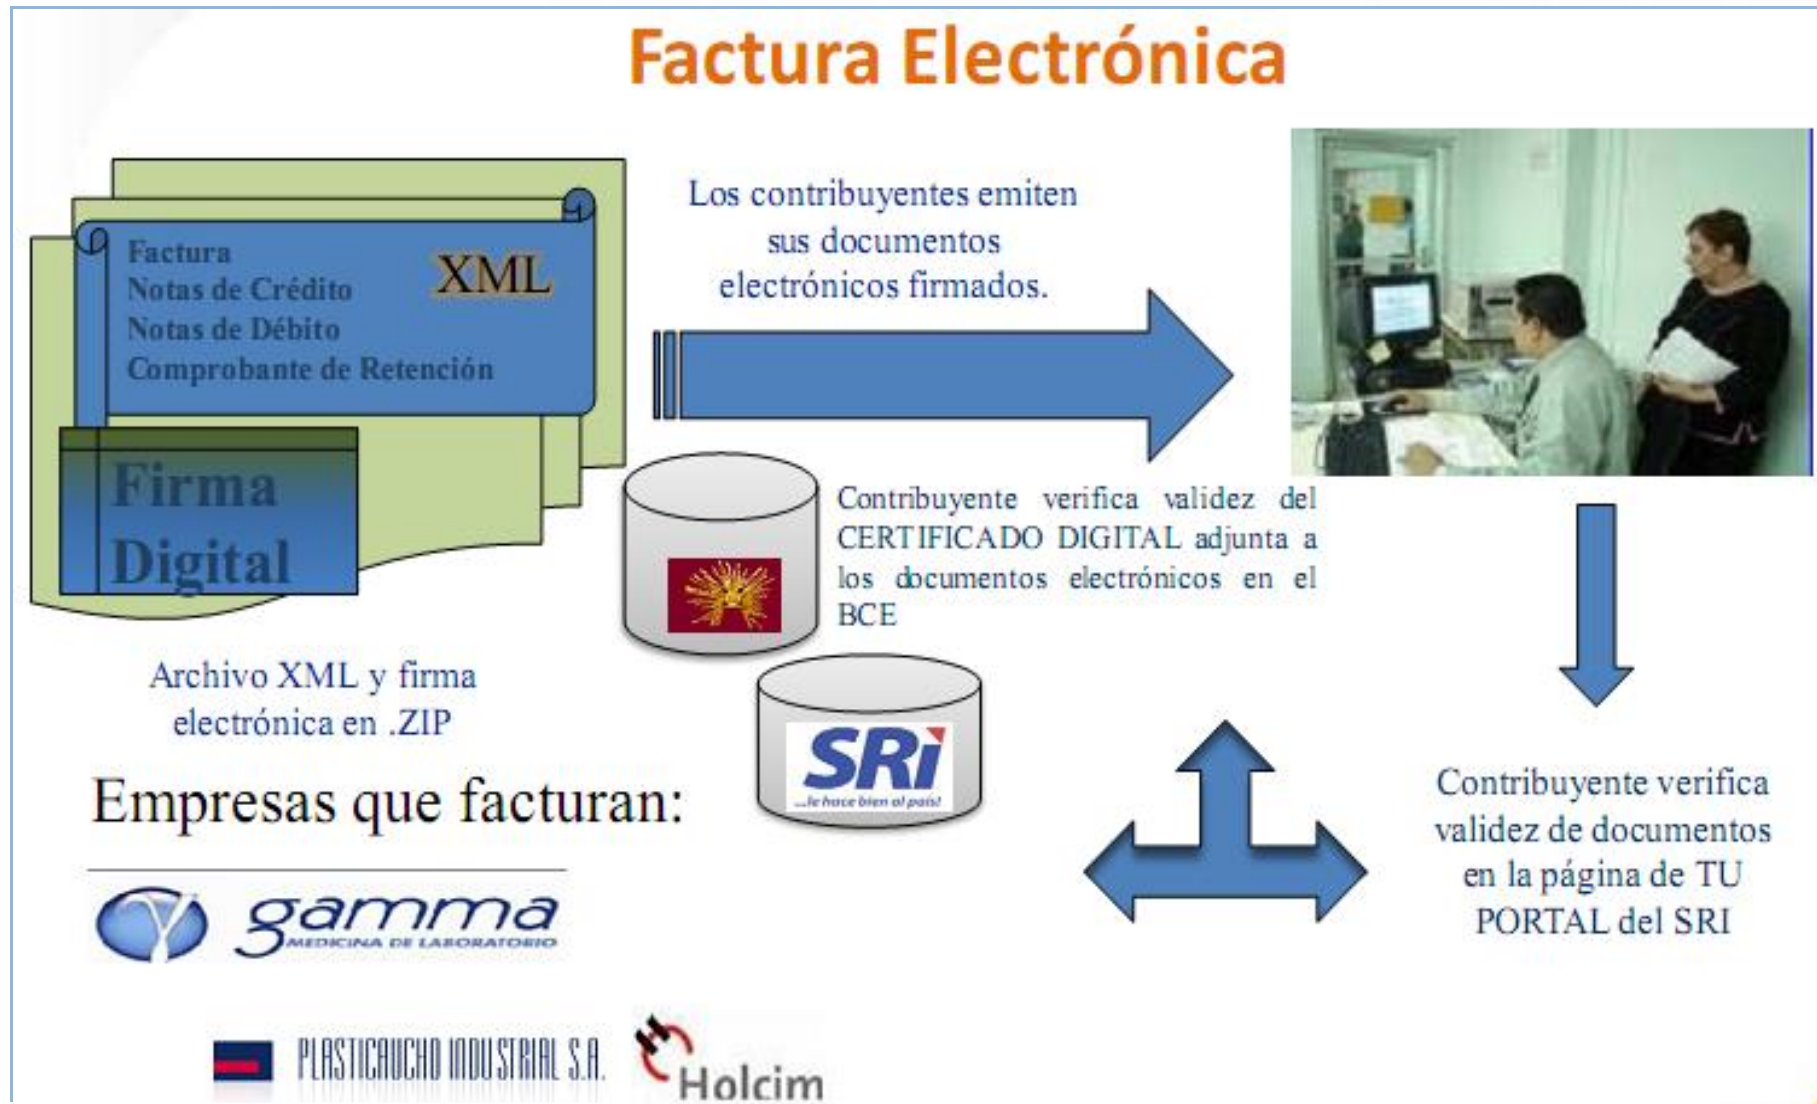 Factura Electrónica
Factura
Notas de Crédito
Notas de Débito
Comprobante de Retención
XML
Firma
Digital
Archivo XML y firma
electrónica en .ZIP
Los contribuyentes emiten
sus documentos
electrónicos firmados.
Contribuyente verifica validez del
CERTIFICADO DIGITAL adjunta a
los documentos electrónicos en el
BCE
SRi
...le hace bien al país!
Contribuyente verifica
validez de documentos
en la página de TU
PORTAL del SRI
Empresas que facturan:
gamma
MEDICINA DE LABORATORIO
PLASTICAUCHO INDUSTRIAL S.A.
Holcim